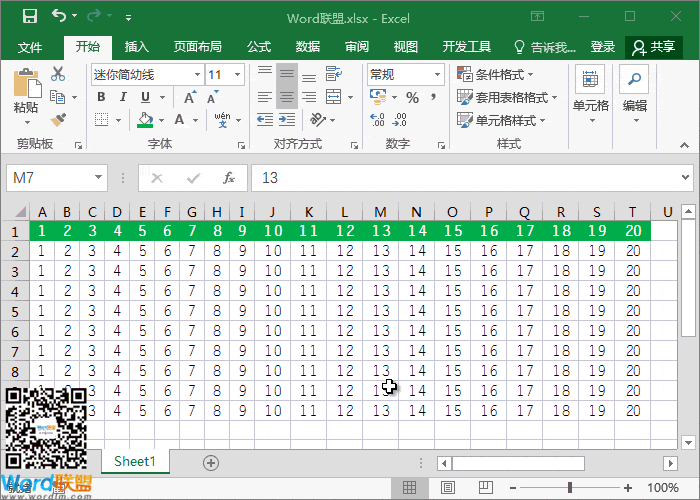 Word联盟.xlsx - Excel
文件 开始 插入 页面布局 公式 数据 审阅 视图 开发工具 告诉我... 登录 共享
粘贴 迷你简幼线 11 常规 条件格式 套用表格格式 单元格样式 单元格 编辑
B I U A A A wén 文 % , .00
剪贴板 字体 对齐方式 数字 样式
M7 fx 13
A B C D E F G H I J K L M N O P Q R S T U
1 1 2 3 4 5 6 7 8 9 10 11 12 13 14 15 16 17 18 19 20
2 1 2 3 4 5 6 7 8 9 10 11 12 13 14 15 16 17 18 19 20
3 1 2 3 4 5 6 7 8 9 10 11 12 13 14 15 16 17 18 19 20
4 1 2 3 4 5 6 7 8 9 10 11 12 13 14 15 16 17 18 19 20
5 1 2 3 4 5 6 7 8 9 10 11 12 13 14 15 16 17 18 19 20
6 1 2 3 4 5 6 7 8 9 10 11 12 13 14 15 16 17 18 19 20
7 1 2 3 4 5 6 7 8 9 10 11 12 13 14 15 16 17 18 19 20
8 1 2 3 4 5 6 7 8 9 10 11 12 13 14 15 16 17 18 19 20
3 4 5 6 7 8 9 10 11 12 14 15 16 17 18 19 20
3 4 5 6 7 8 9 10 11 12 13 14 15 16 17 18 19 20
Word联盟
Sheet1
Word联盟
www.wordlm.com
100%